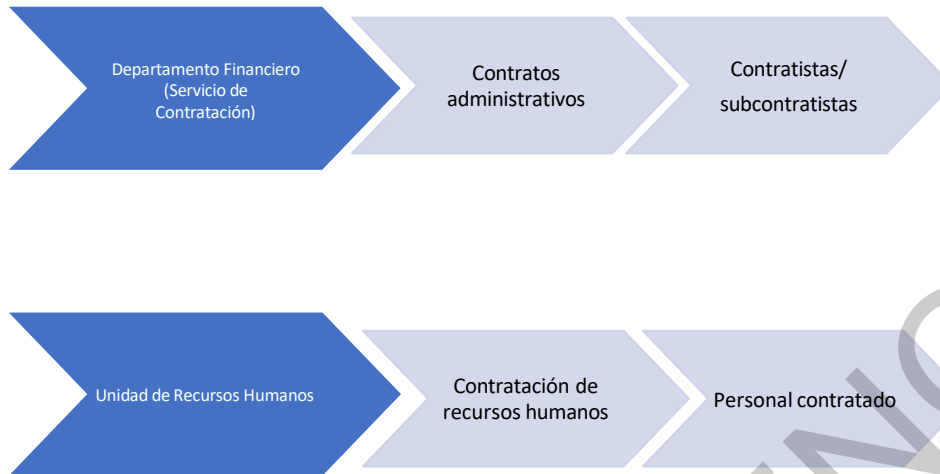 Departamento Financiero
(Servicio de
Contratación)
Contratos
administrativos
Contratistas/
subcontratistas
Unidad de Recursos Humanos
Contratación de
recursos humanos
Personal contratado